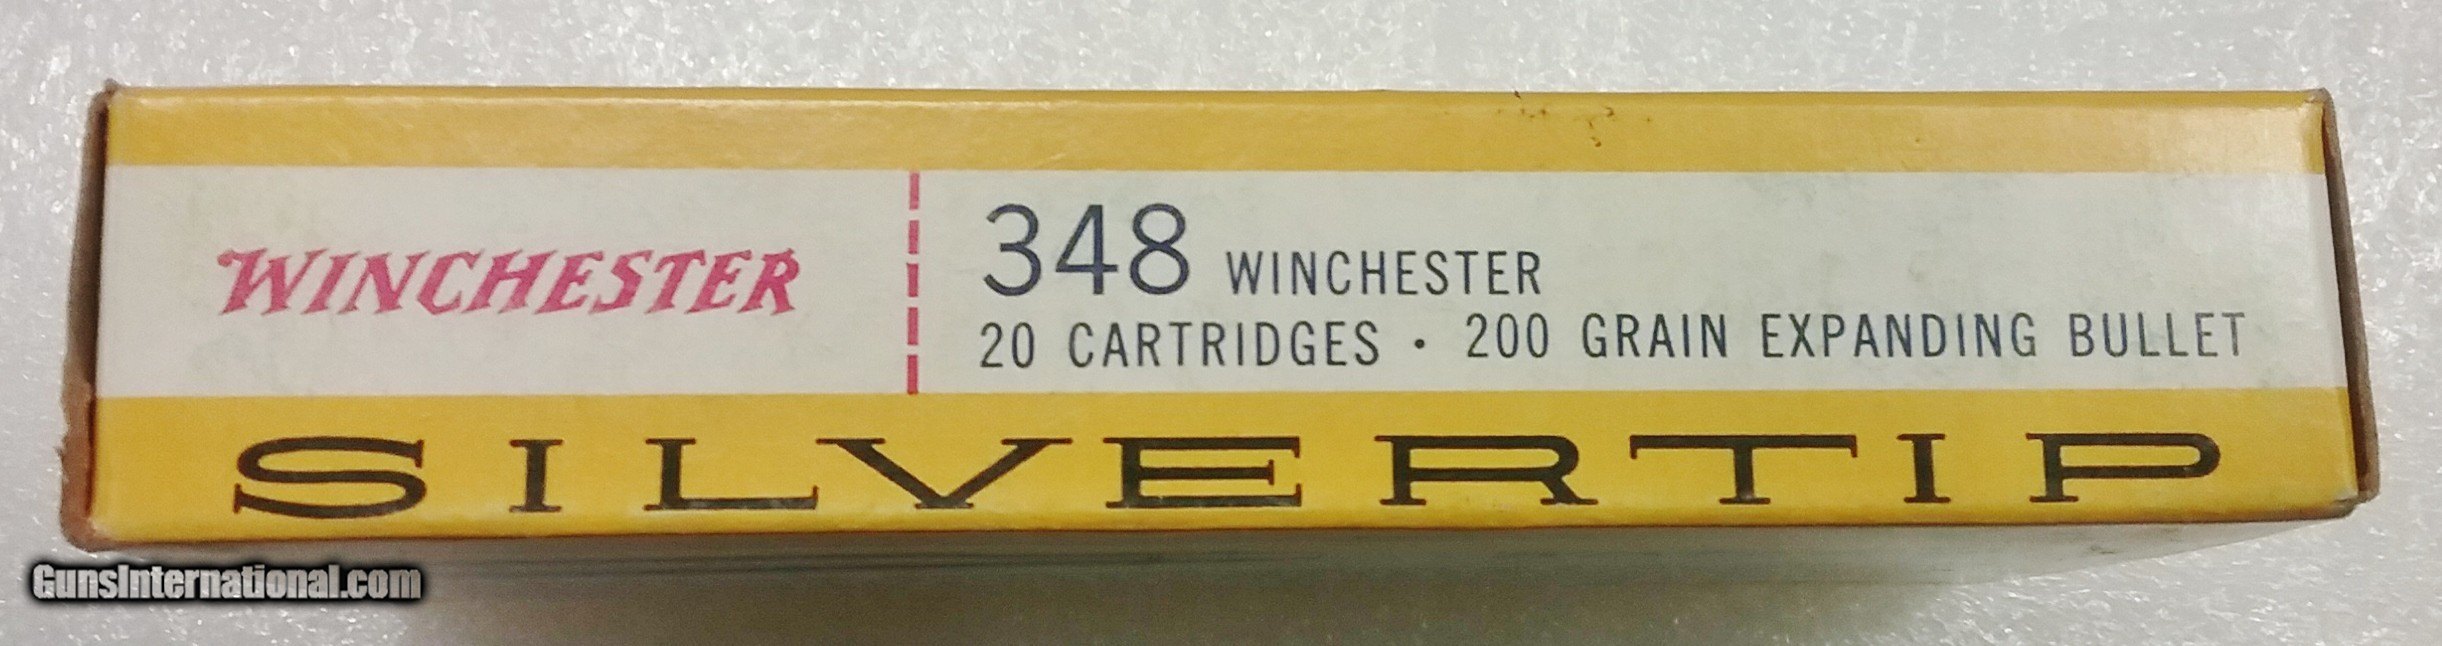 WINCHESTER
348 WINCHESTER
20 CARTRIDGES · 200 GRAIN EXPANDING BULLET
SILVERTIP
GunsInternational.com